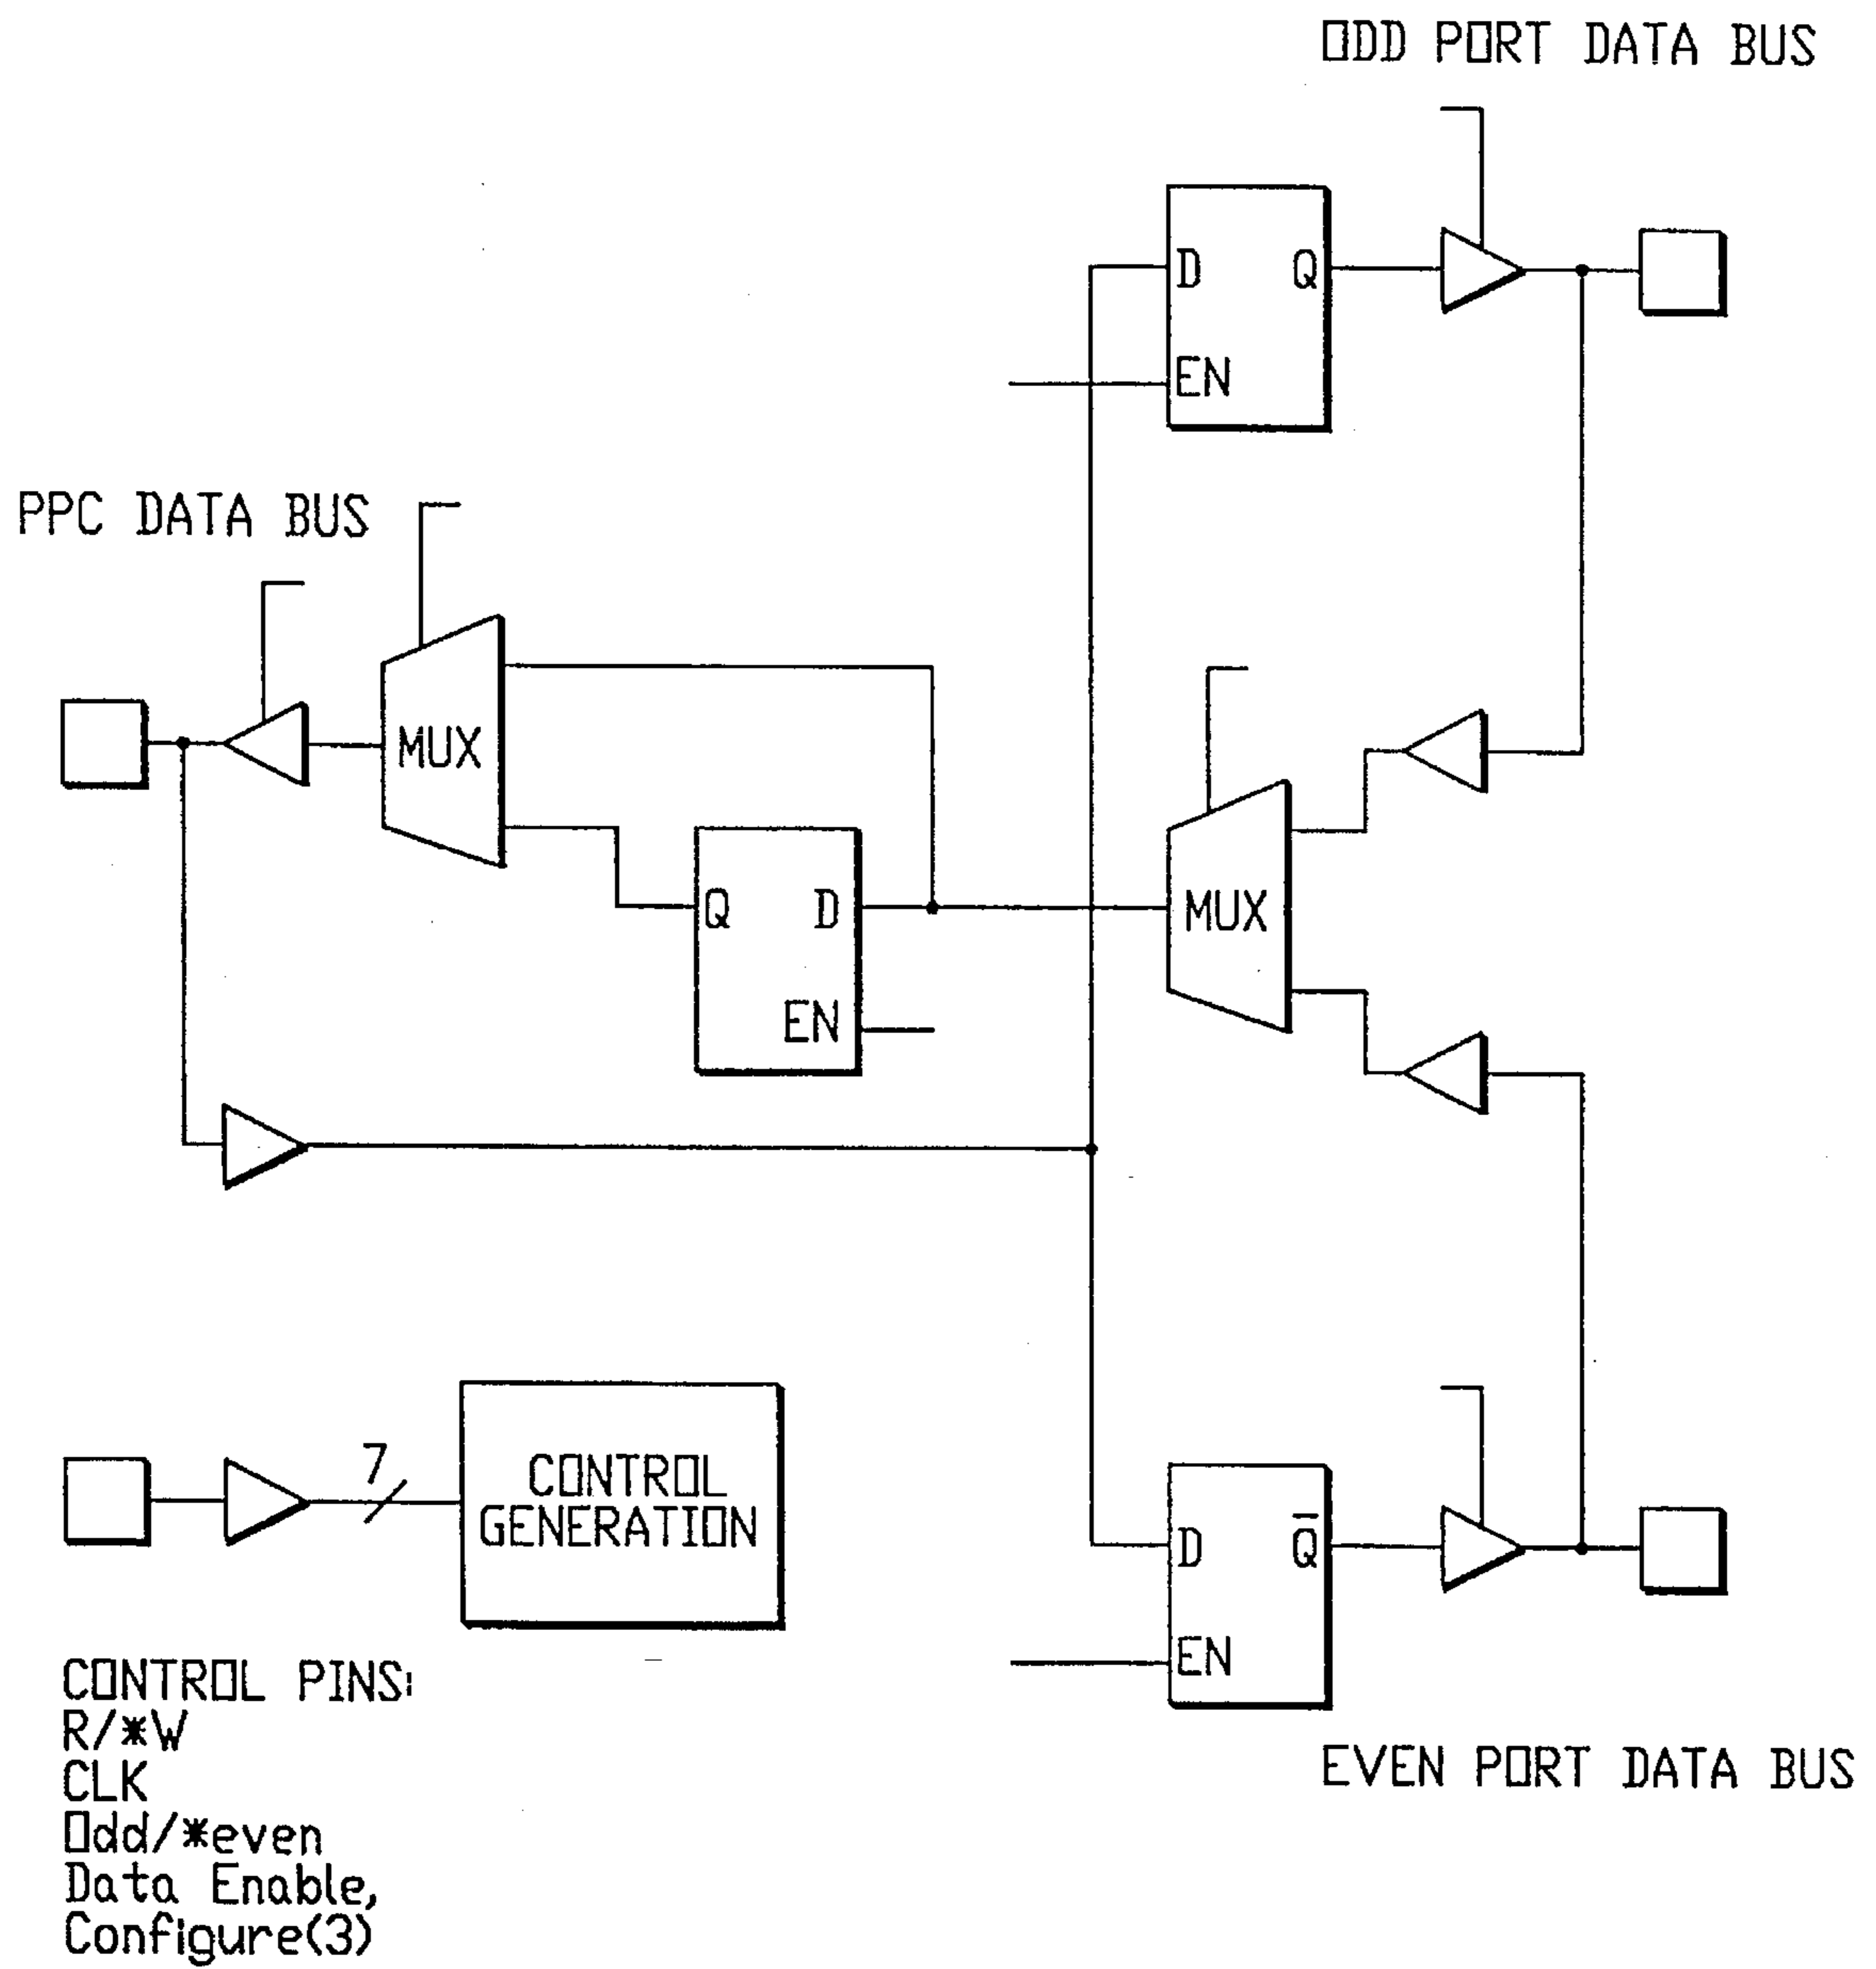 ODD PORT DATA BUS
D Q
EN
PPC DATA BUS
MUX
Q D
MUX
EN
7
CONTROL
GENERATION
D Q̅
EN
CONTROL PINS:
R/*W
CLK
Odd/*even
Data Enable,
Configure(3)
EVEN PORT DATA BUS